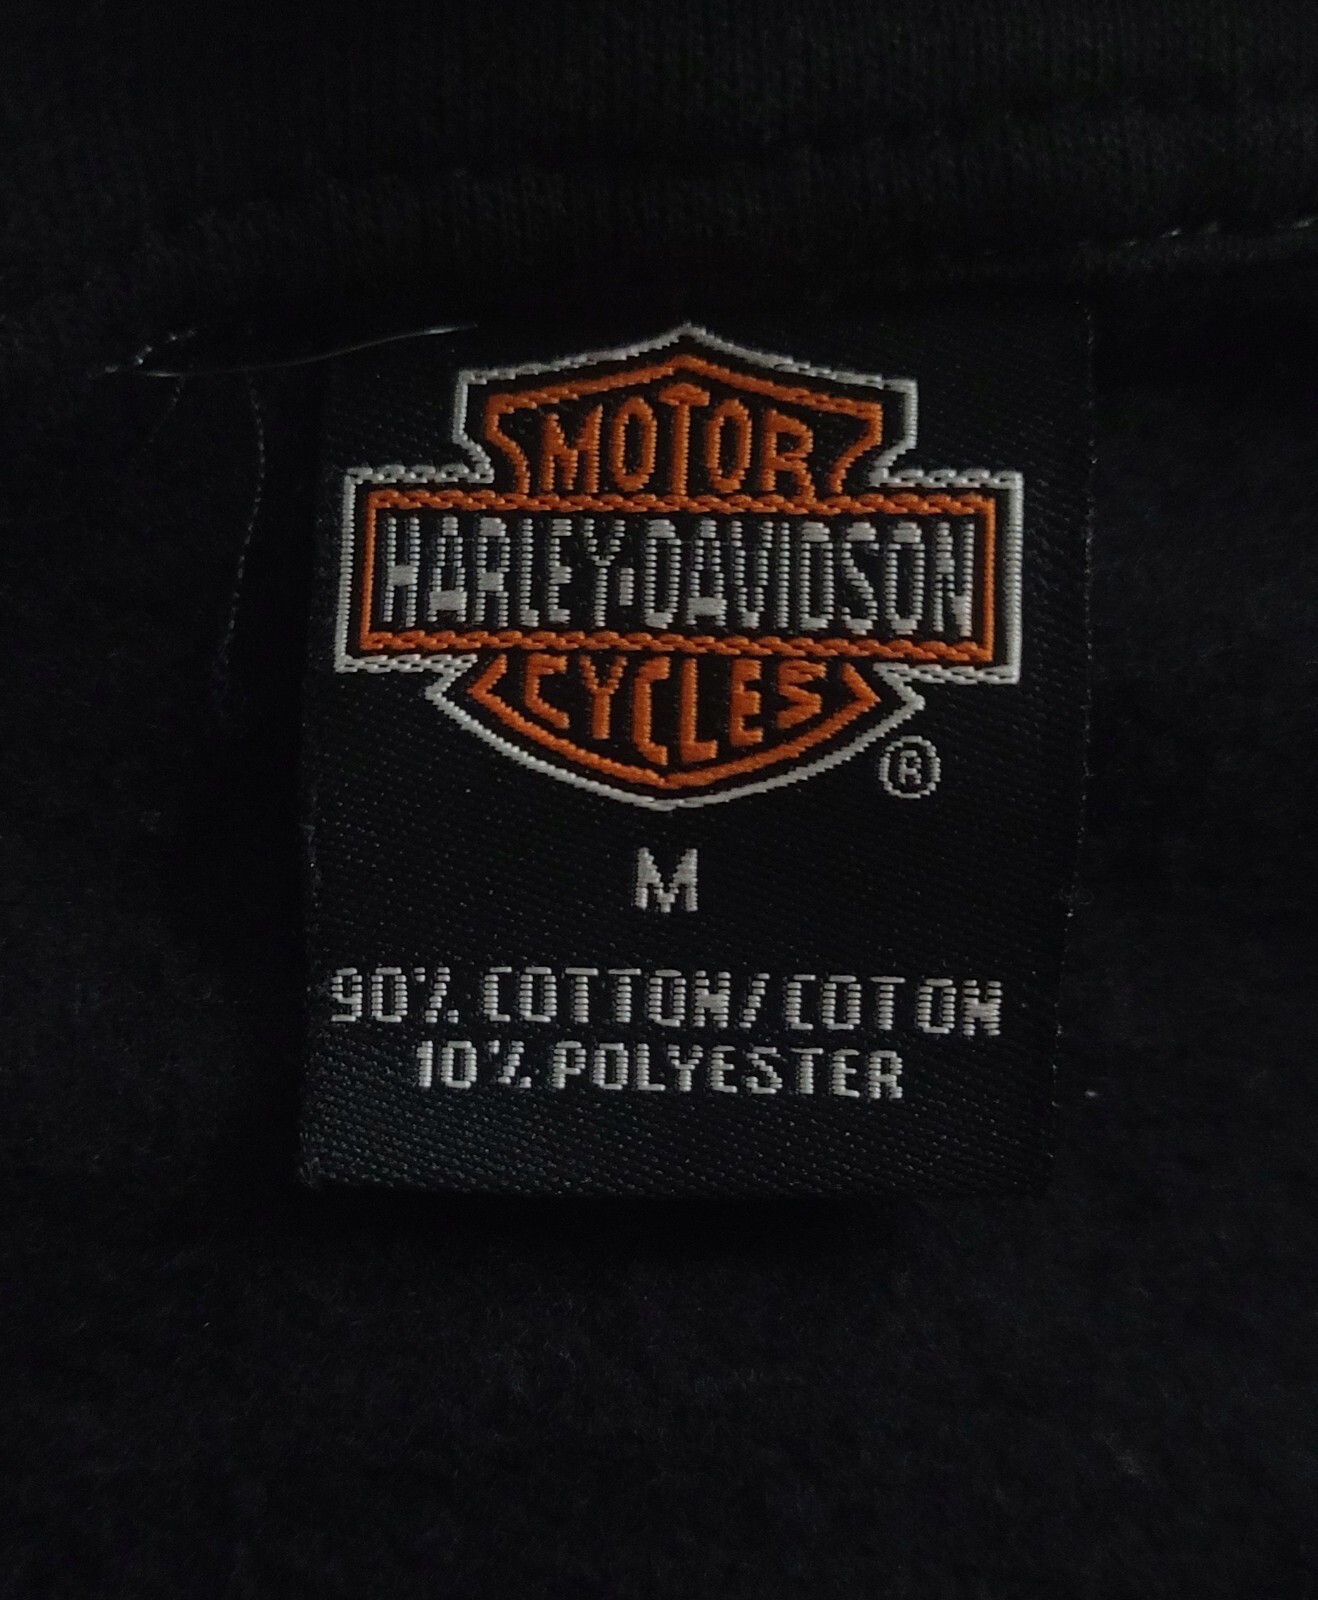 MOTOR
HARLEY-DAVIDSON
CYCLES
®
M
90% COTTON/COTON
10% POLYESTER